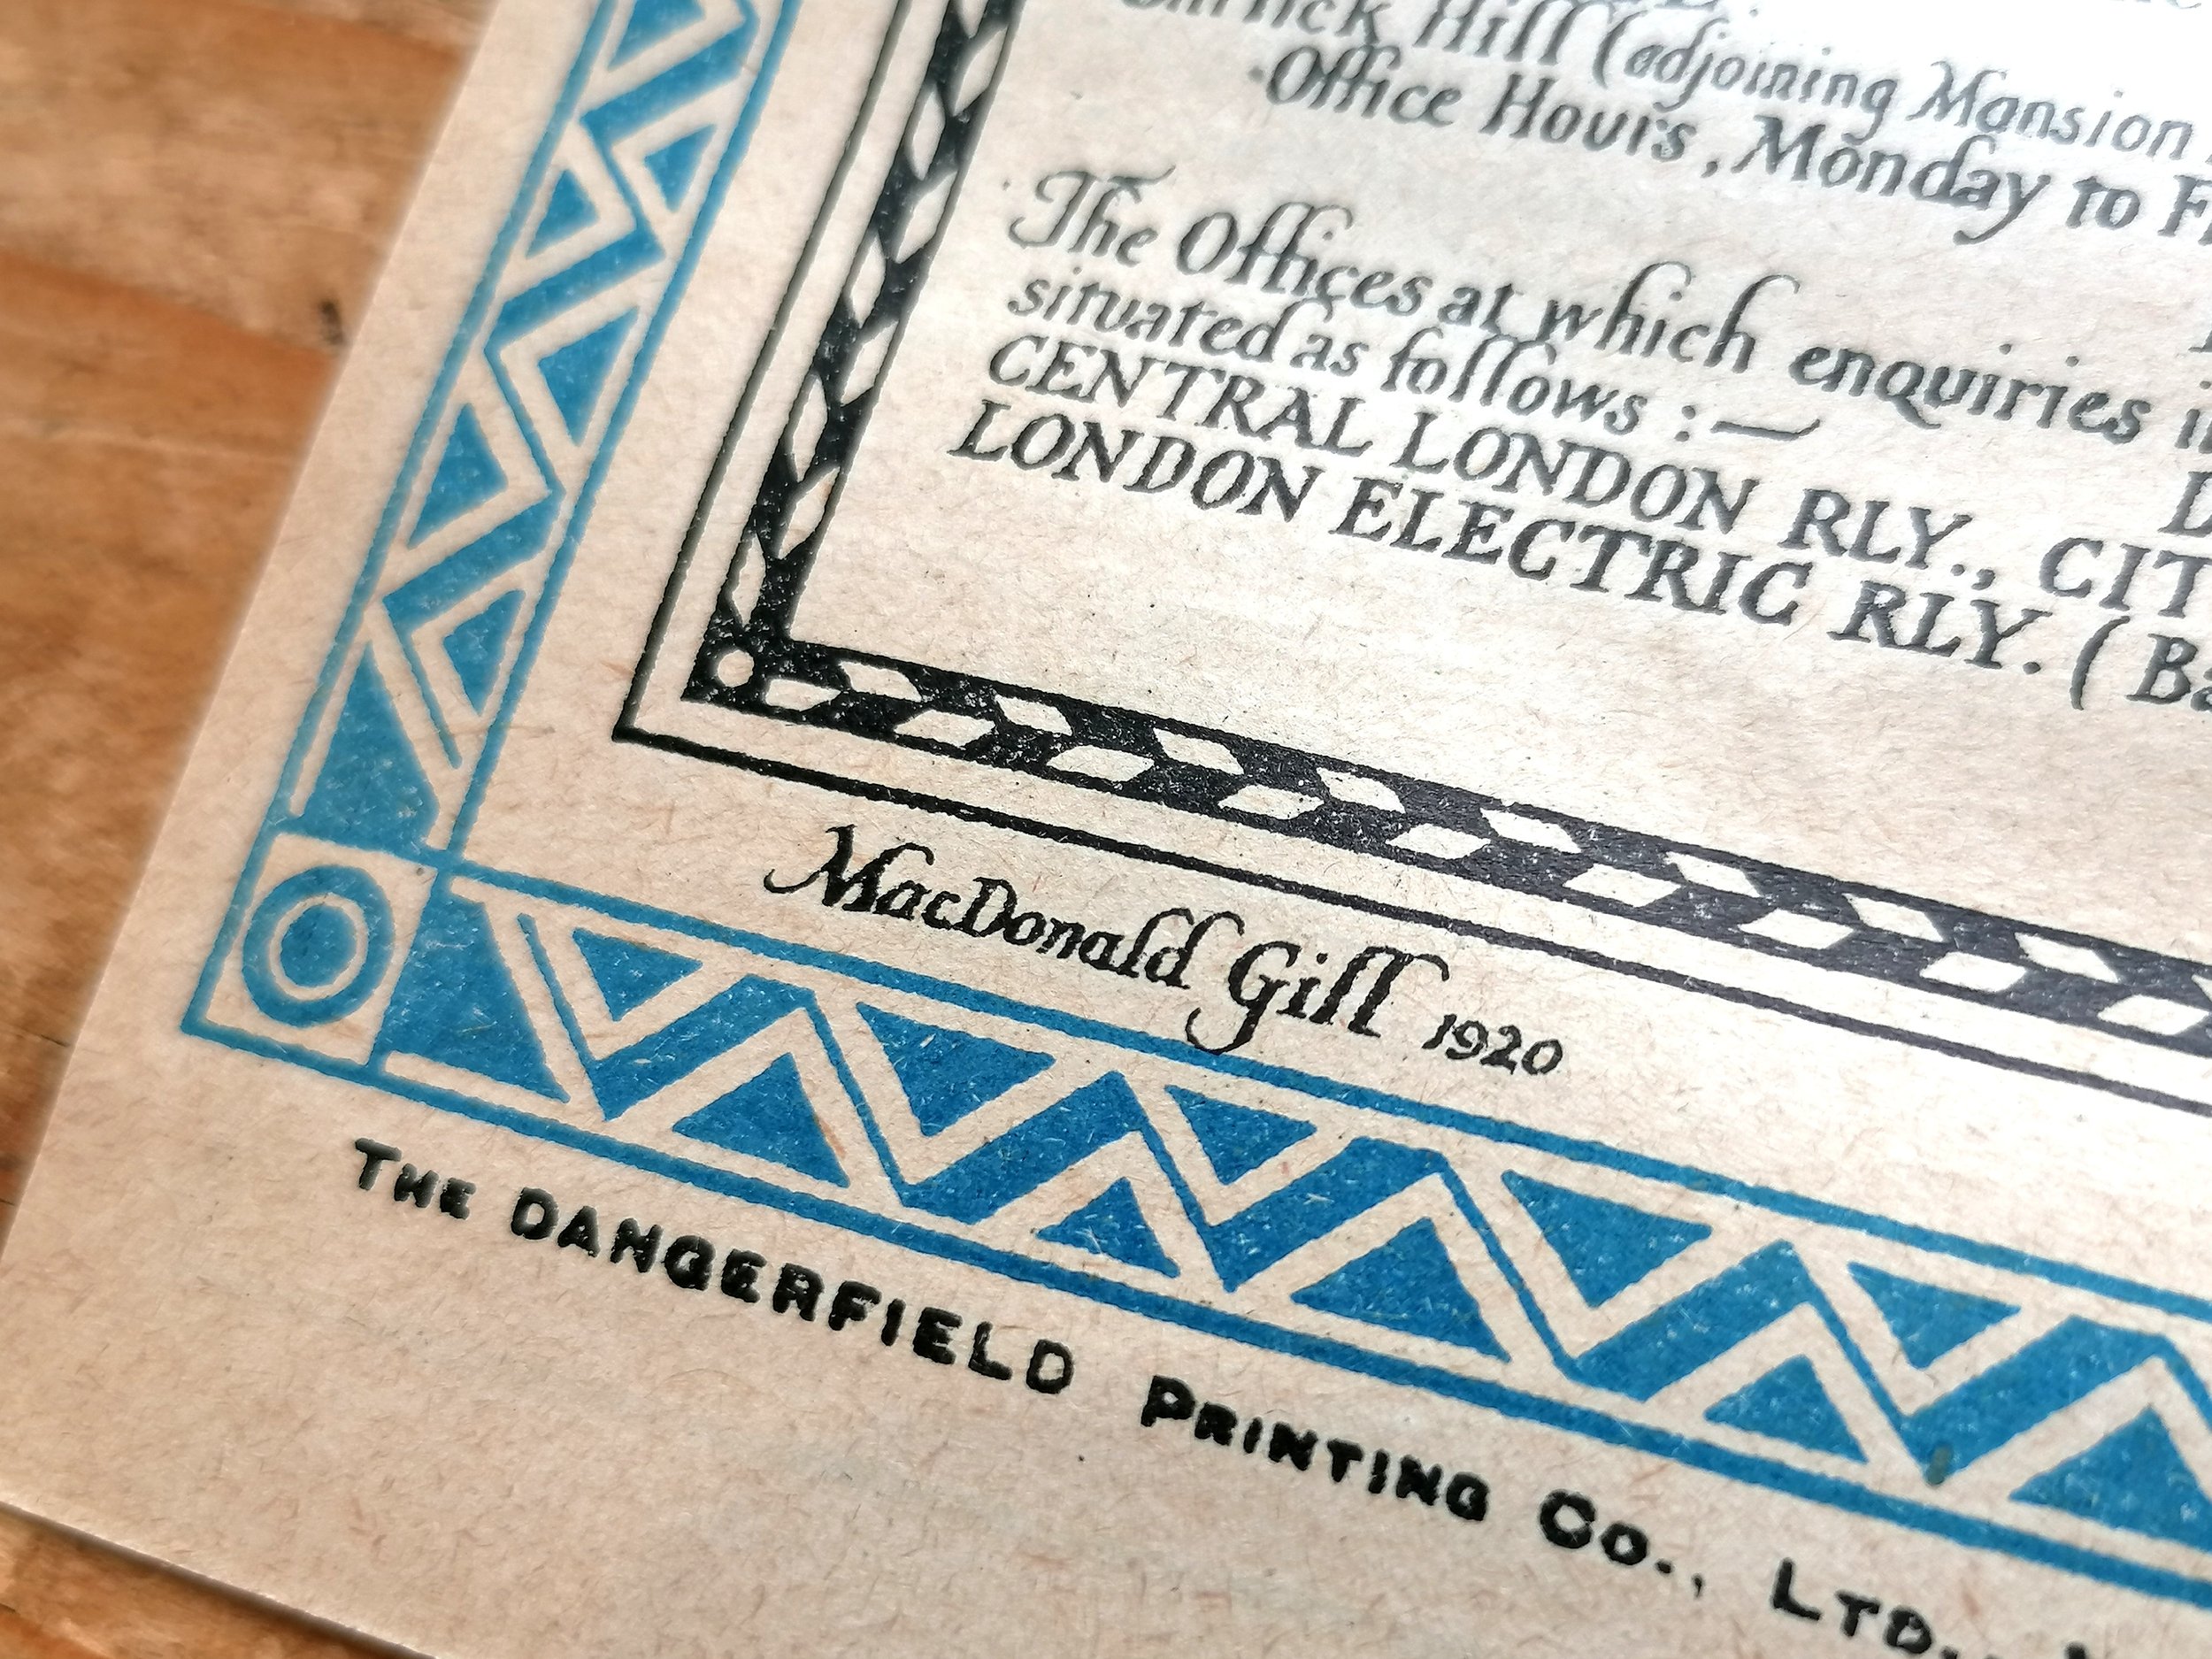 Hill (adjoining Mansion
Office Hours, Monday to
The Offices at which enquiries
situated as follows :—
CENTRAL LONDON RLY., CIT
LONDON ELECTRIC RLY. (Ba
MacDonald Gill 1920
THE DANGERFIELD PRINTING CO., LTD.,